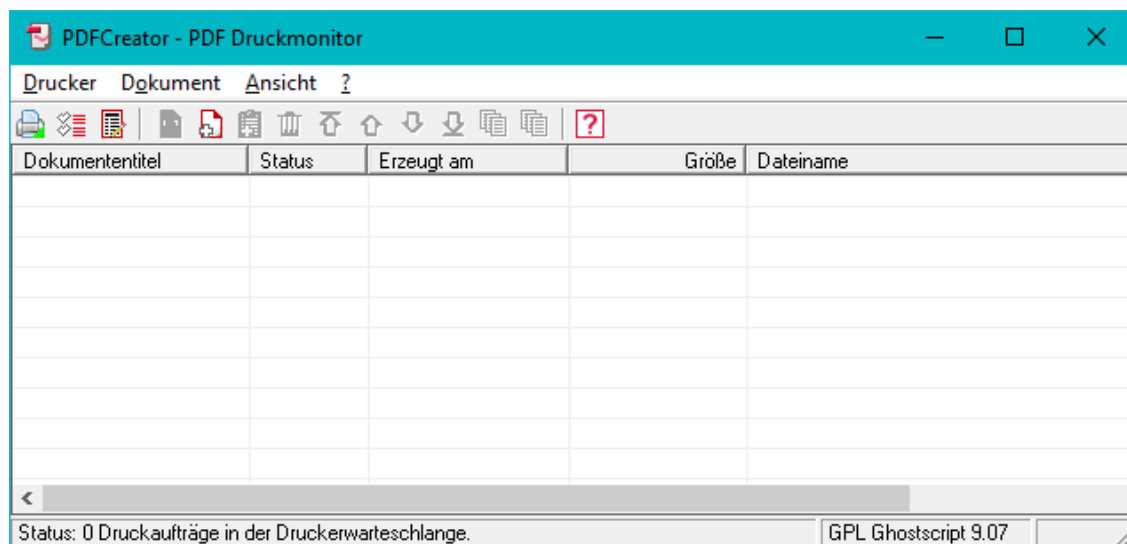 PDFCreator - PDF Druckmonitor
Drucker Dokument Ansicht ?
?
Dokumententitel Status Erzeugt am Größe Dateiname
Status: 0 Druckaufträge in der Druckerwarteschlange. GPL Ghostscript 9.07